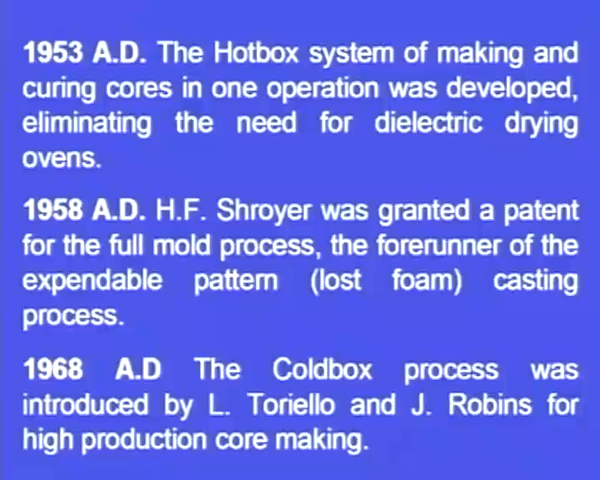 1953 A.D. The Hotbox system of making and
curing cores in one operation was developed,
eliminating the need for dielectric drying
ovens.
1958 A.D. H.F. Shroyer was granted a patent
for the full mold process, the forerunner of the
expendable pattern (lost foam) casting
process.
1968 A.D The Coldbox process was
introduced by L. Toriello and J. Robins for
high production core making.